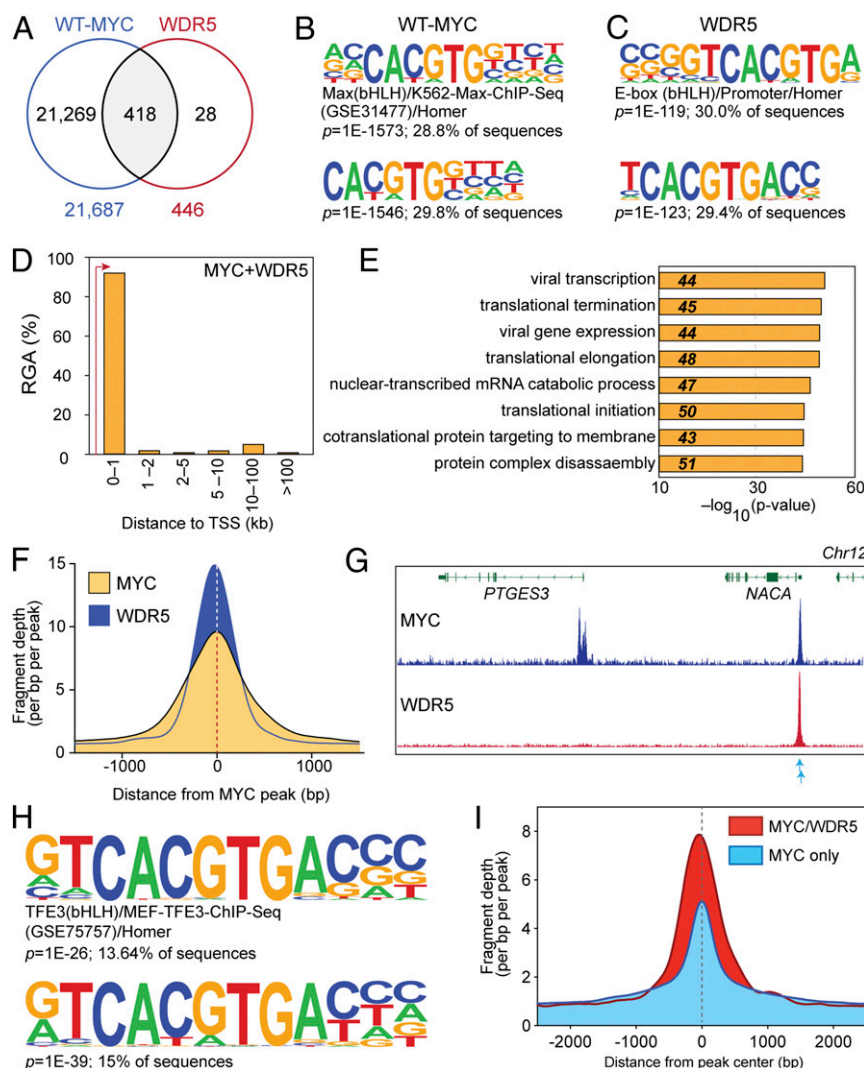 A
WT-MYC
WDR5
21,269
418
28
21,687
446
B
WT-MYC
CACGTG
Max(bHLH)/K562-Max-ChIP-Seq
(GSE31477)/Homer
p=1E-1573; 28.8% of sequences
CACGTG
p=1E-1546; 29.8% of sequences
C
WDR5
TCACGTGA
E-box (bHLH)/Promoter/Homer
p=1E-119; 30.0% of sequences
TCACGTGACC
p=1E-123; 29.4% of sequences
D
MYC+WDR5
RGA (%)
100
80
60
40
20
0
0–1
1 –2
2–5
5 –10
10–100
>100
Distance to TSS (kb)
E
viral transcription
44
translational termination
45
viral gene expression
44
translational elongation
48
nuclear-transcribed mRNA catabolic process
47
translational initiation
50
cotranslational protein targeting to membrane
43
protein complex disassaembly
51
10
30
60
–log10(p-value)
F
MYC
WDR5
Fragment depth
(per bp per peak)
15
10
5
0
-1000
0
1000
Distance from MYC peak (bp)
G
Chr12
PTGES3
NACA
MYC
WDR5
H
GTCACGTGACCC
TFE3(bHLH)/MEF-TFE3-ChIP-Seq
(GSE75757)/Homer
p=1E-26; 13.64% of sequences
GTCACGTGACCC
p=1E-39; 15% of sequences
I
MYC/WDR5
MYC only
Fragment depth
(per bp per peak)
8
6
4
2
0
-2000
-1000
0
1000
2000
Distance from peak center (bp)